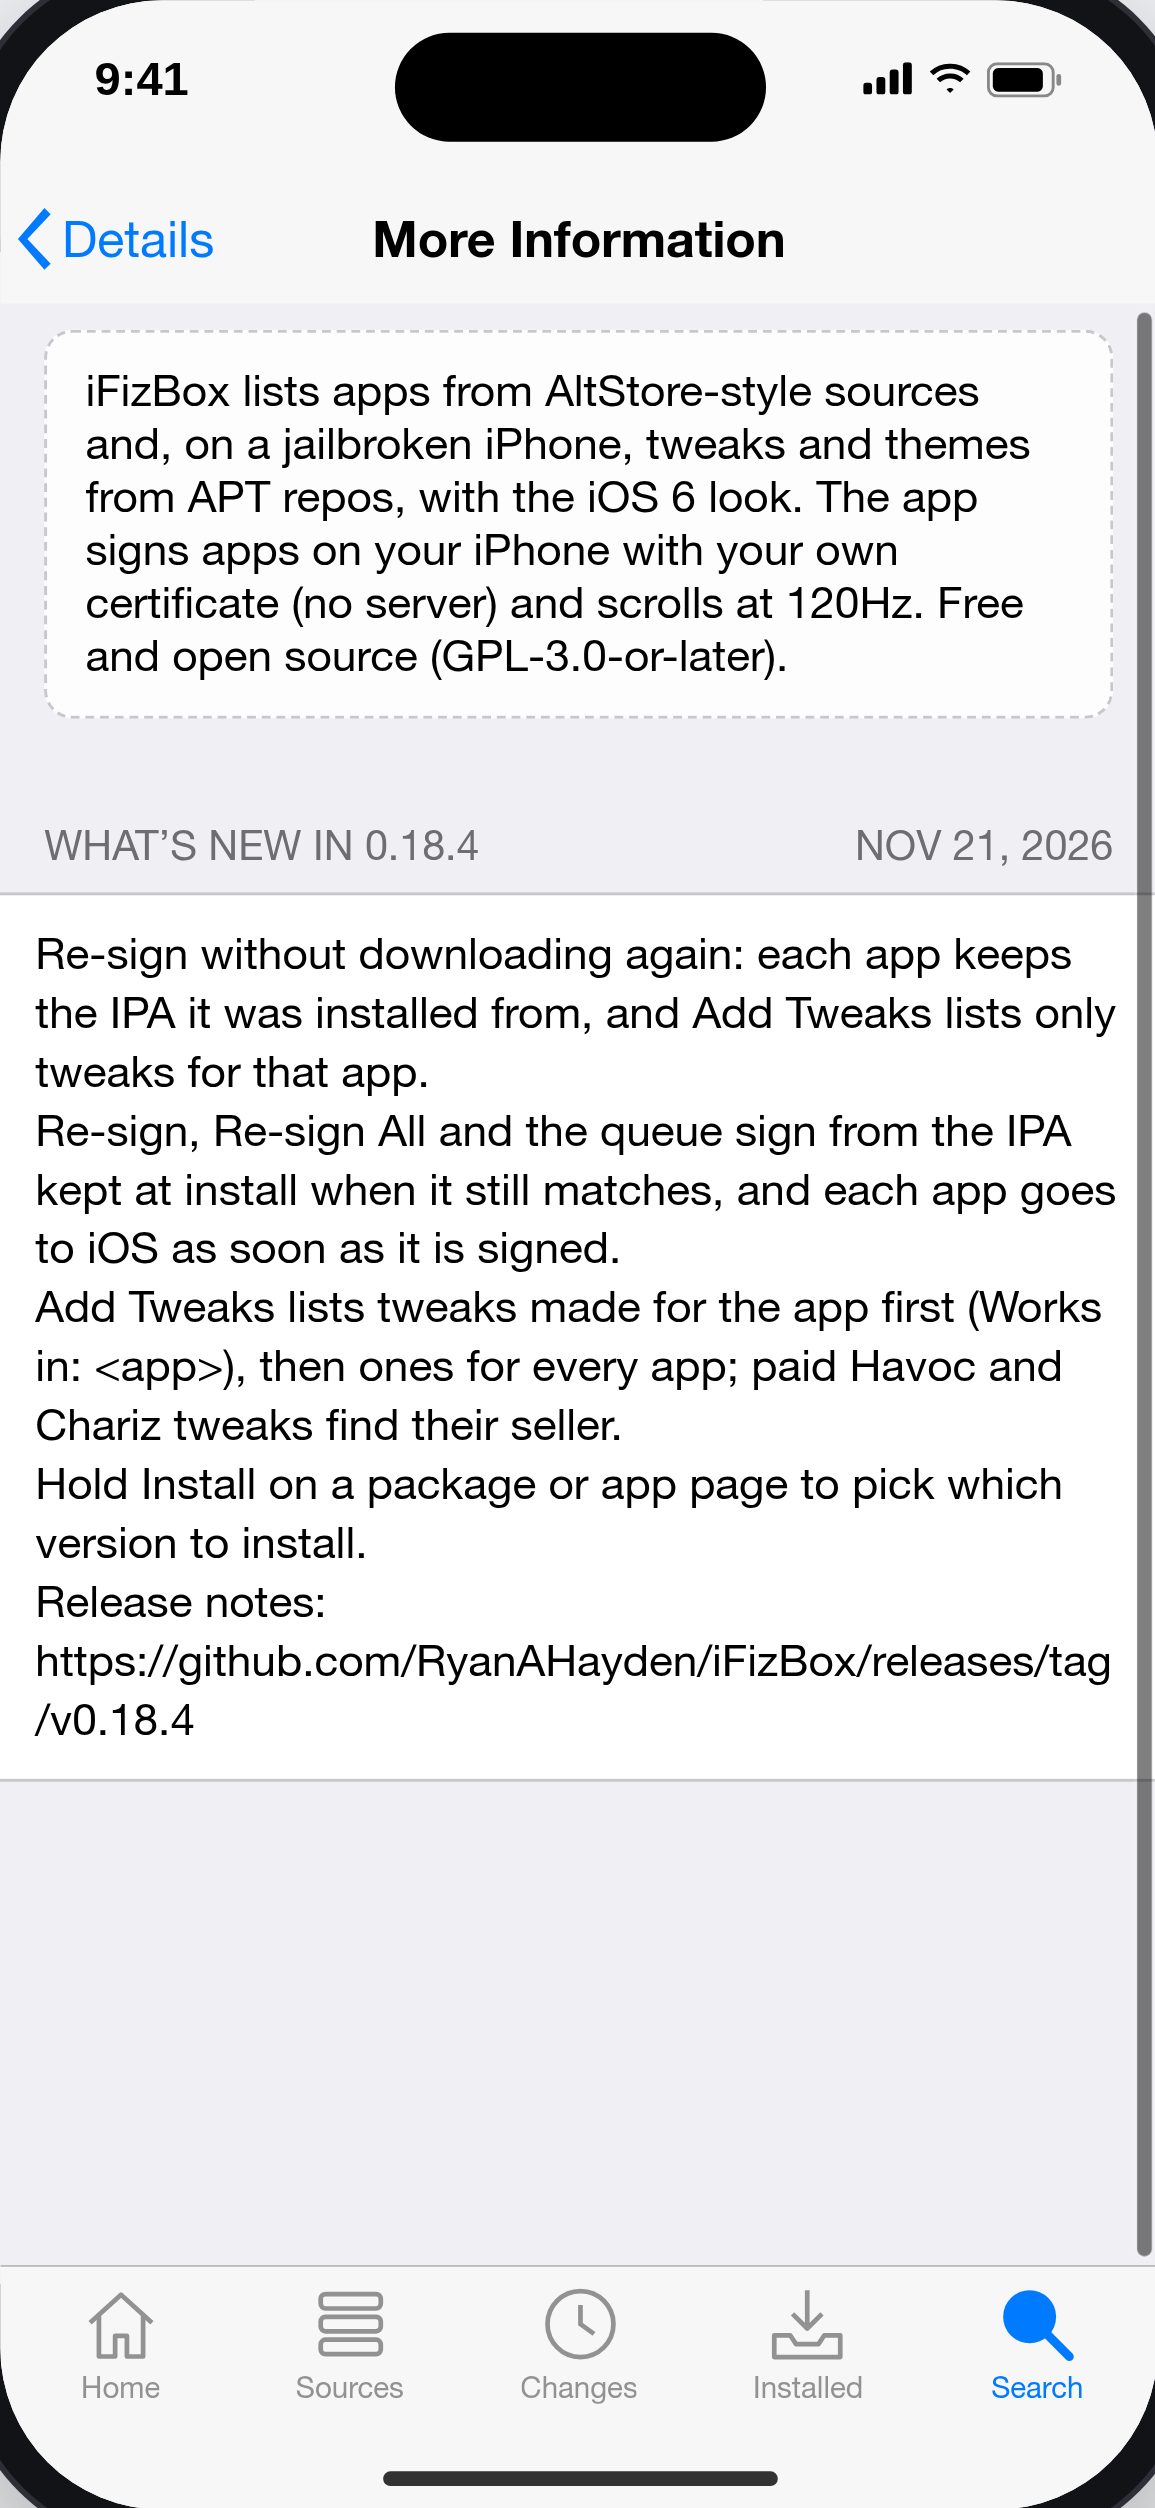 9:41
Details
More Information
iFizBox lists apps from AltStore-style sources
and, on a jailbroken iPhone, tweaks and themes
from APT repos, with the iOS 6 look. The app
signs apps on your iPhone with your own
certificate (no server) and scrolls at 120Hz. Free
and open source (GPL-3.0-or-later).
WHAT’S NEW IN 0.18.4
NOV 21, 2026
Re-sign without downloading again: each app keeps
the IPA it was installed from, and Add Tweaks lists only
tweaks for that app.
Re-sign, Re-sign All and the queue sign from the IPA
kept at install when it still matches, and each app goes
to iOS as soon as it is signed.
Add Tweaks lists tweaks made for the app first (Works
in: <app>), then ones for every app; paid Havoc and
Chariz tweaks find their seller.
Hold Install on a package or app page to pick which
version to install.
Release notes:
https://github.com/RyanAHayden/iFizBox/releases/tag
/v0.18.4
Home
Sources
Changes
Installed
Search